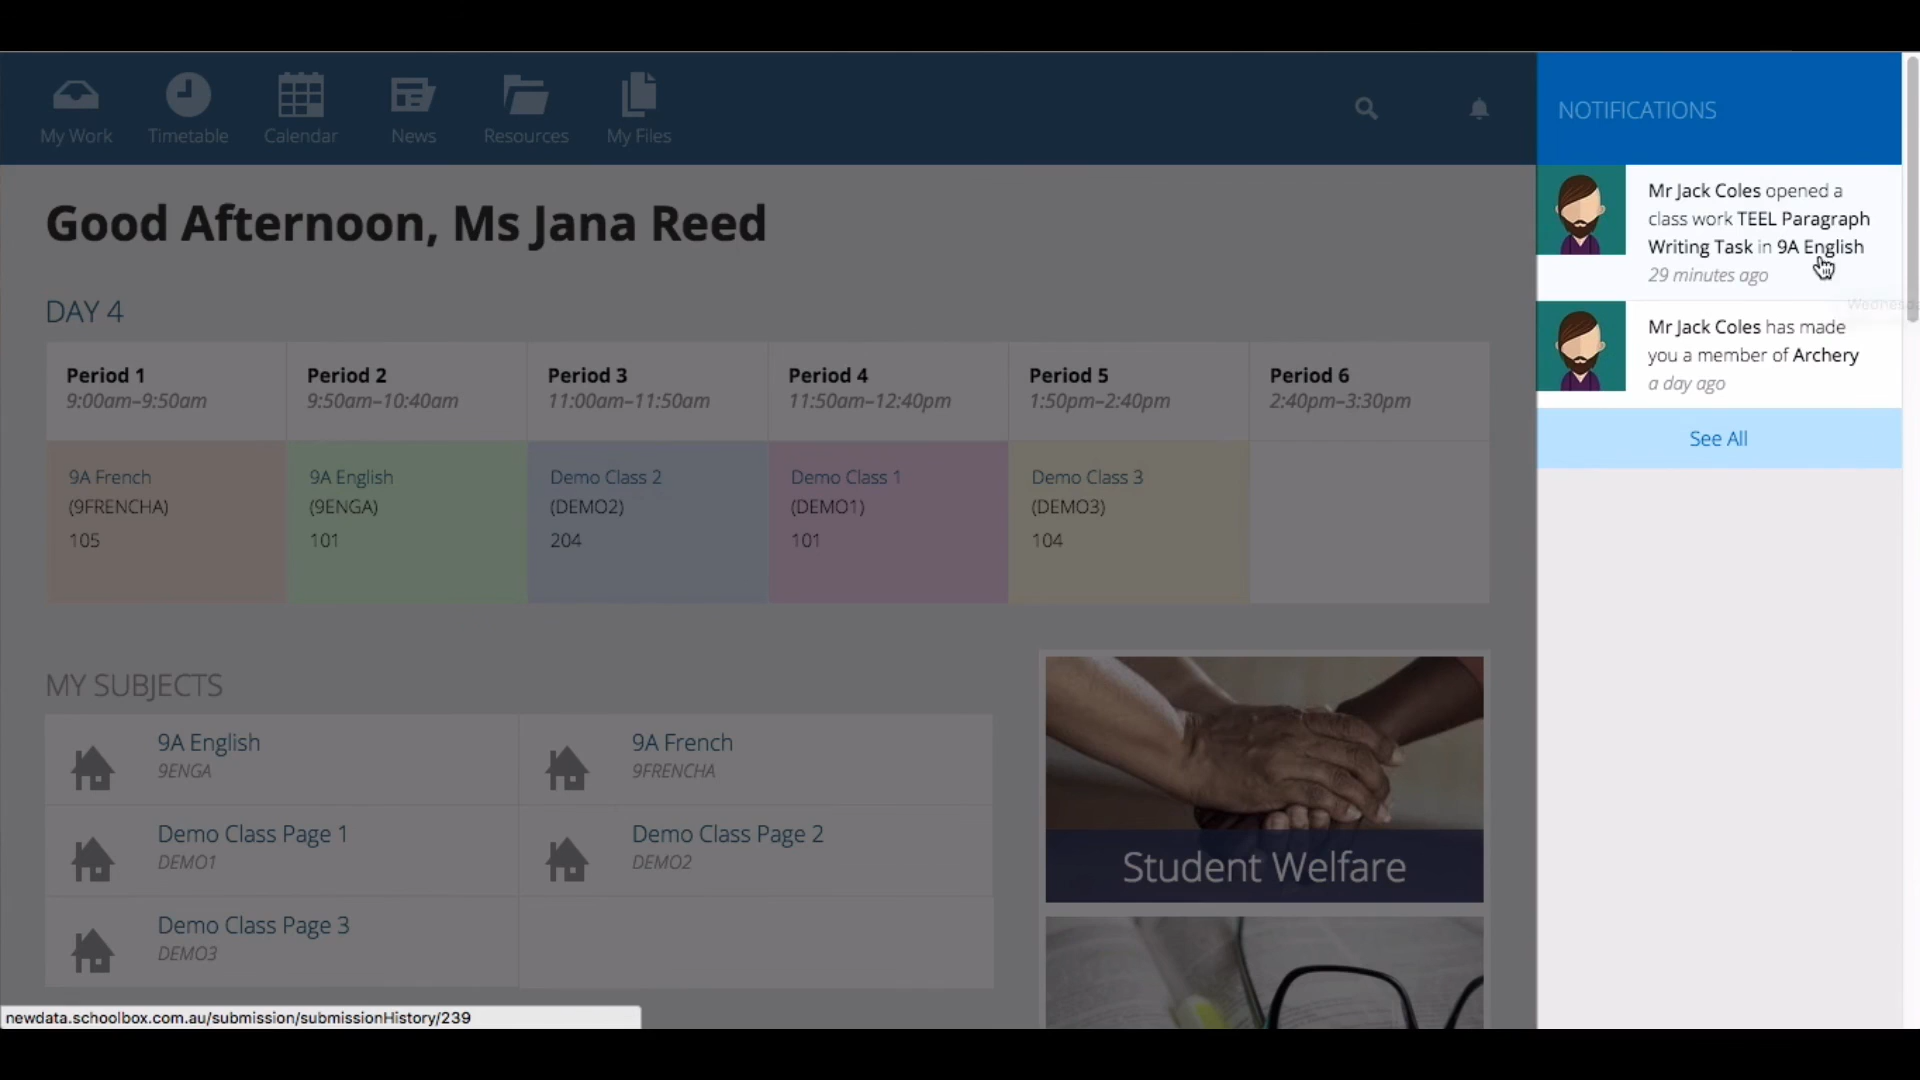 My Work
Timetable
Calendar
News
Resources
My Files
NOTIFICATIONS
Good Afternoon, Ms Jana Reed
DAY 4
Period 1
9:00am–9:50am
Period 2
9:50am–10:40am
Period 3
11:00am–11:50am
Period 4
11:50am–12:40pm
Period 5
1:50pm–2:40pm
Period 6
2:40pm–3:30pm
9A French
(9FRENCHA)
105
9A English
(9ENGA)
101
Demo Class 2
(DEMO2)
204
Demo Class 1
(DEMO1)
101
Demo Class 3
(DEMO3)
104
MY SUBJECTS
9A English
9ENGA
9A French
9FRENCHA
Demo Class Page 1
DEMO1
Demo Class Page 2
DEMO2
Demo Class Page 3
DEMO3
Student Welfare
Mr Jack Coles opened a
class work TEEL Paragraph
Writing Task in 9A English
29 minutes ago
Mr Jack Coles has made
you a member of Archery
a day ago
See All
newdata.schoolbox.com.au/submission/submissionHistory/239